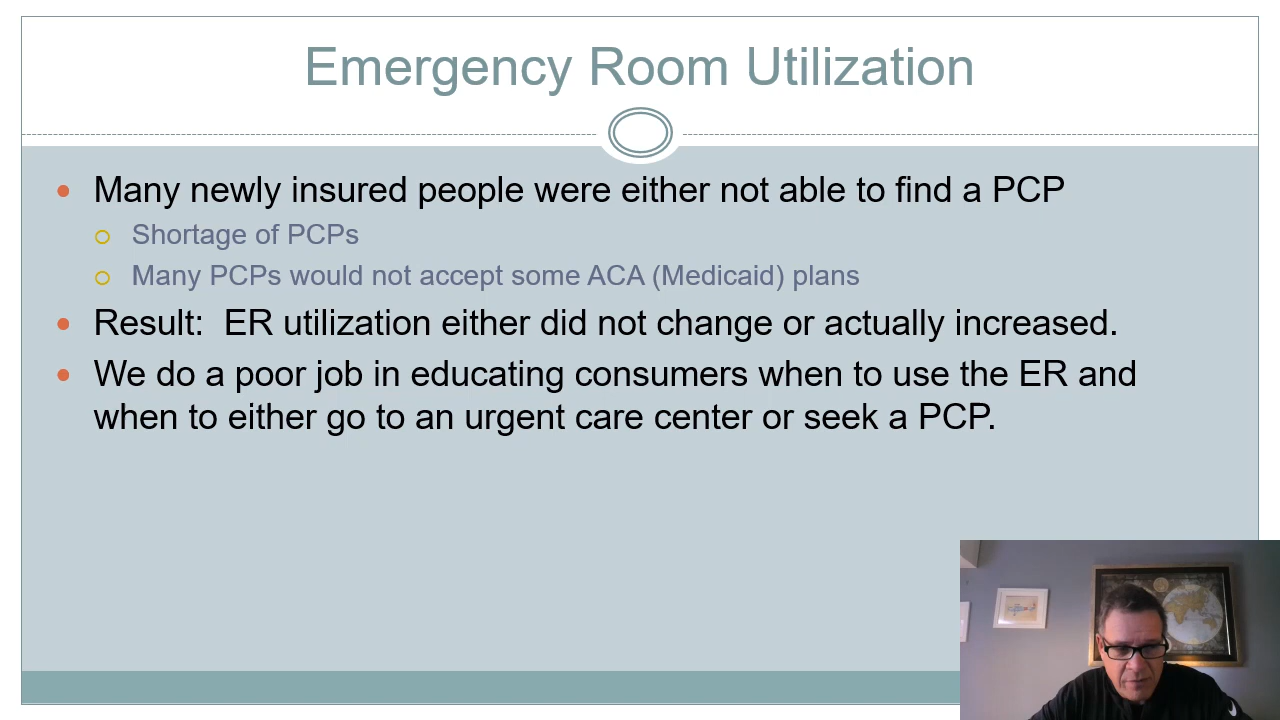 Emergency Room Utilization
Many newly insured people were either not able to find a PCP
Shortage of PCPs
Many PCPs would not accept some ACA (Medicaid) plans
Result:  ER utilization either did not change or actually increased.
We do a poor job in educating consumers when to use the ER and
when to either go to an urgent care center or seek a PCP.